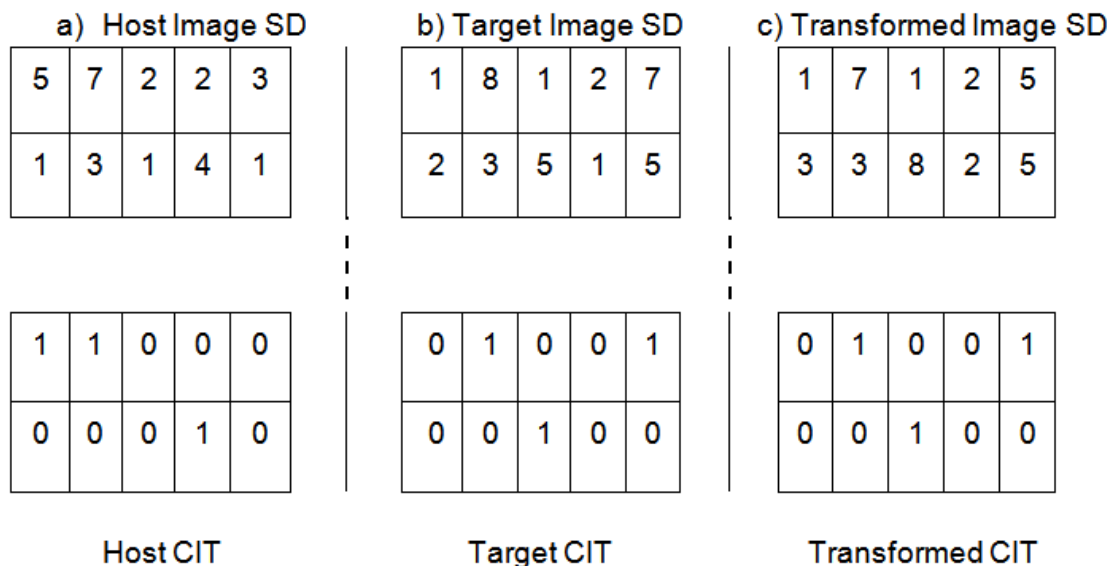 a) Host Image SD b) Target Image SD c) Transformed Image SD
5 7 2 2 3 1 8 1 2 7 1 7 1 2 5
1 3 1 4 1 2 3 5 1 5 3 3 8 2 5
1 1 0 0 0 0 1 0 0 1 0 1 0 0 1
0 0 0 1 0 0 0 1 0 0 0 0 1 0 0
Host CIT Target CIT Transformed CIT